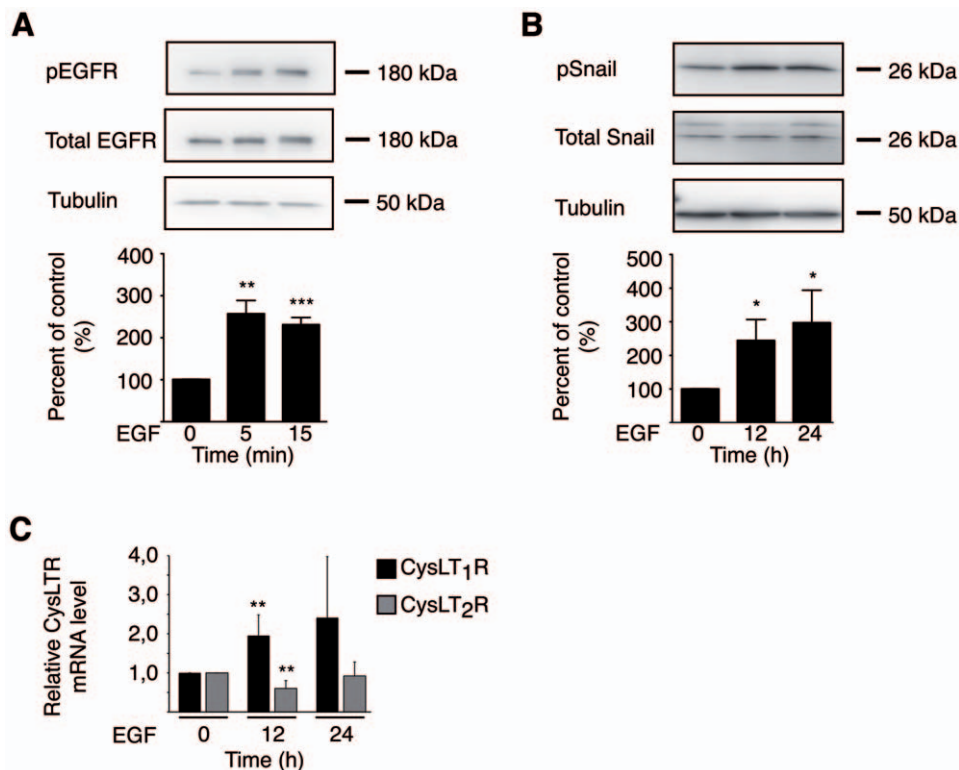 A
pEGFR
180 kDa
Total EGFR
180 kDa
Tubulin
50 kDa
Percent of control
(%)
400
300
200
100
**
***
EGF 0 5 15
Time (min)
B
pSnail
26 kDa
Total Snail
26 kDa
Tubulin
50 kDa
Percent of control
(%)
500
400
300
200
100
*
*
EGF 0 12 24
Time (h)
C
Relative CysLTR
mRNA level
4,0
3,0
2,0
1,0
**
**
CysLT1R
CysLT2R
EGF 0 12 24
Time (h)